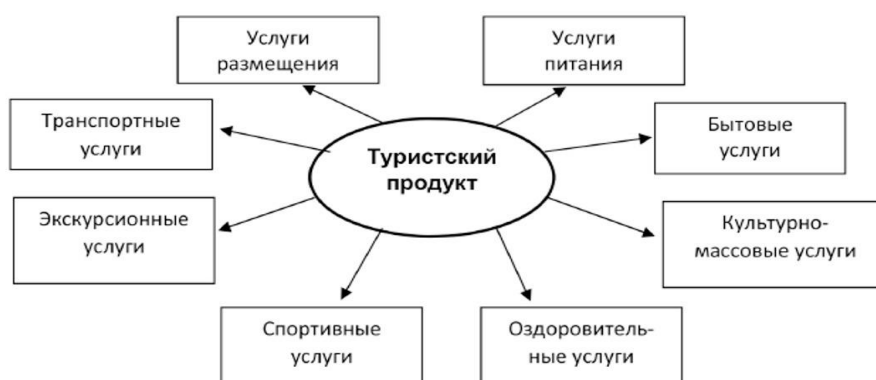 Услуги
размещения
Услуги
питания
Транспортные
услуги
Туристский
продукт
Бытовые
услуги
Экскурсионные
услуги
Культурно-
массовые услуги
Спортивные
услуги
Оздоровитель-
ные услуги